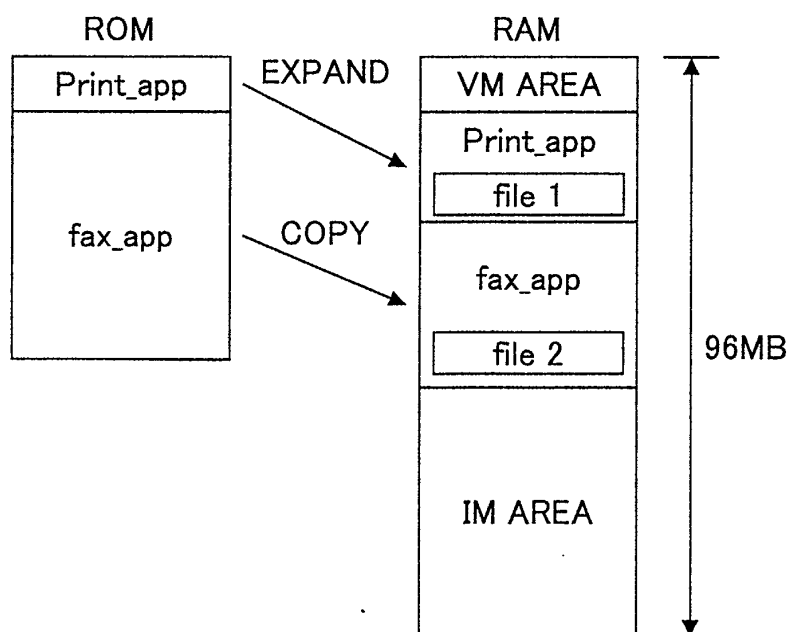 ROM
Print_app
fax_app
EXPAND
COPY
RAM
VM AREA
Print_app
file 1
fax_app
file 2
IM AREA
96MB